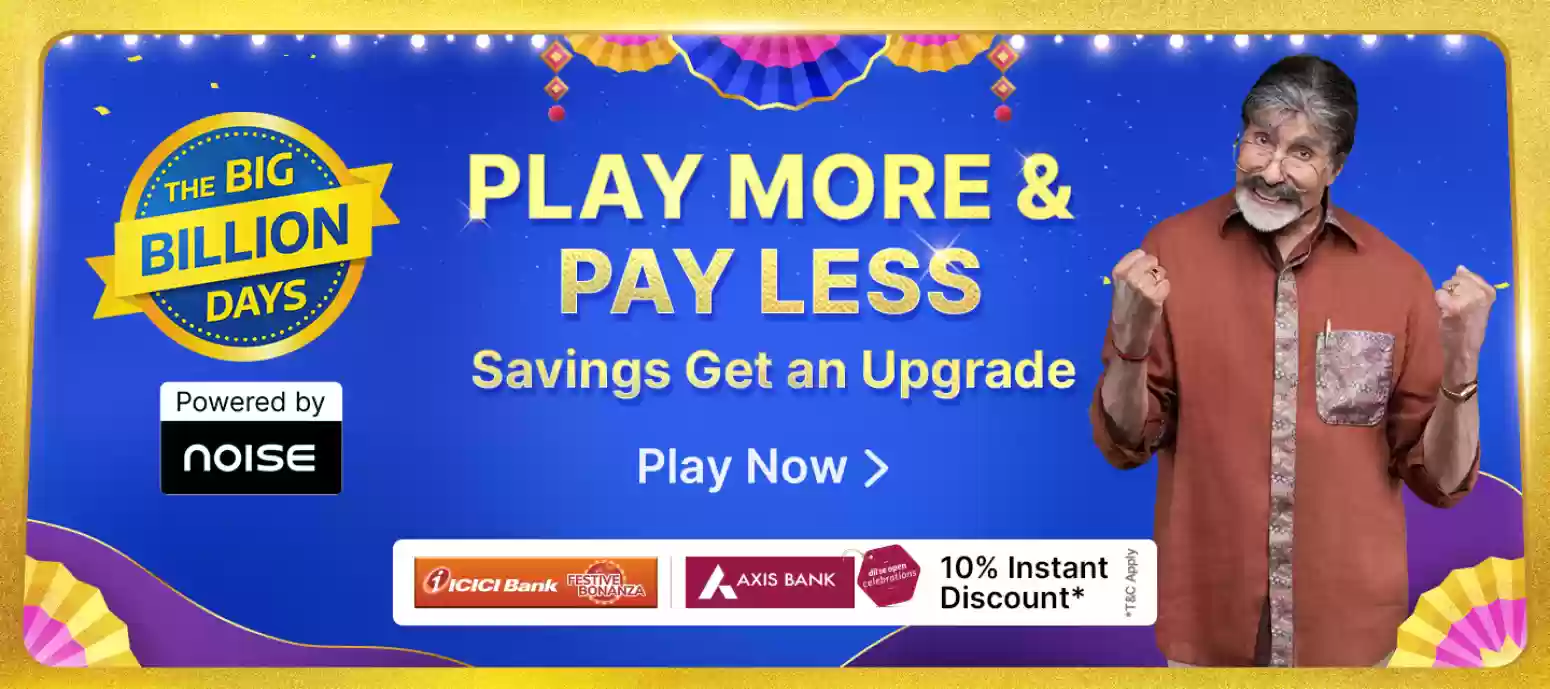 THE BIG
BILLION
DAYS
Powered by
NOISE
PLAY MORE &
PAY LESS
Savings Get an Upgrade
Play Now >
ICICI Bank
FESTIVE
BONANZA
AXIS BANK
dil se open
celebrations
10% Instant
Discount*
*T&C Apply